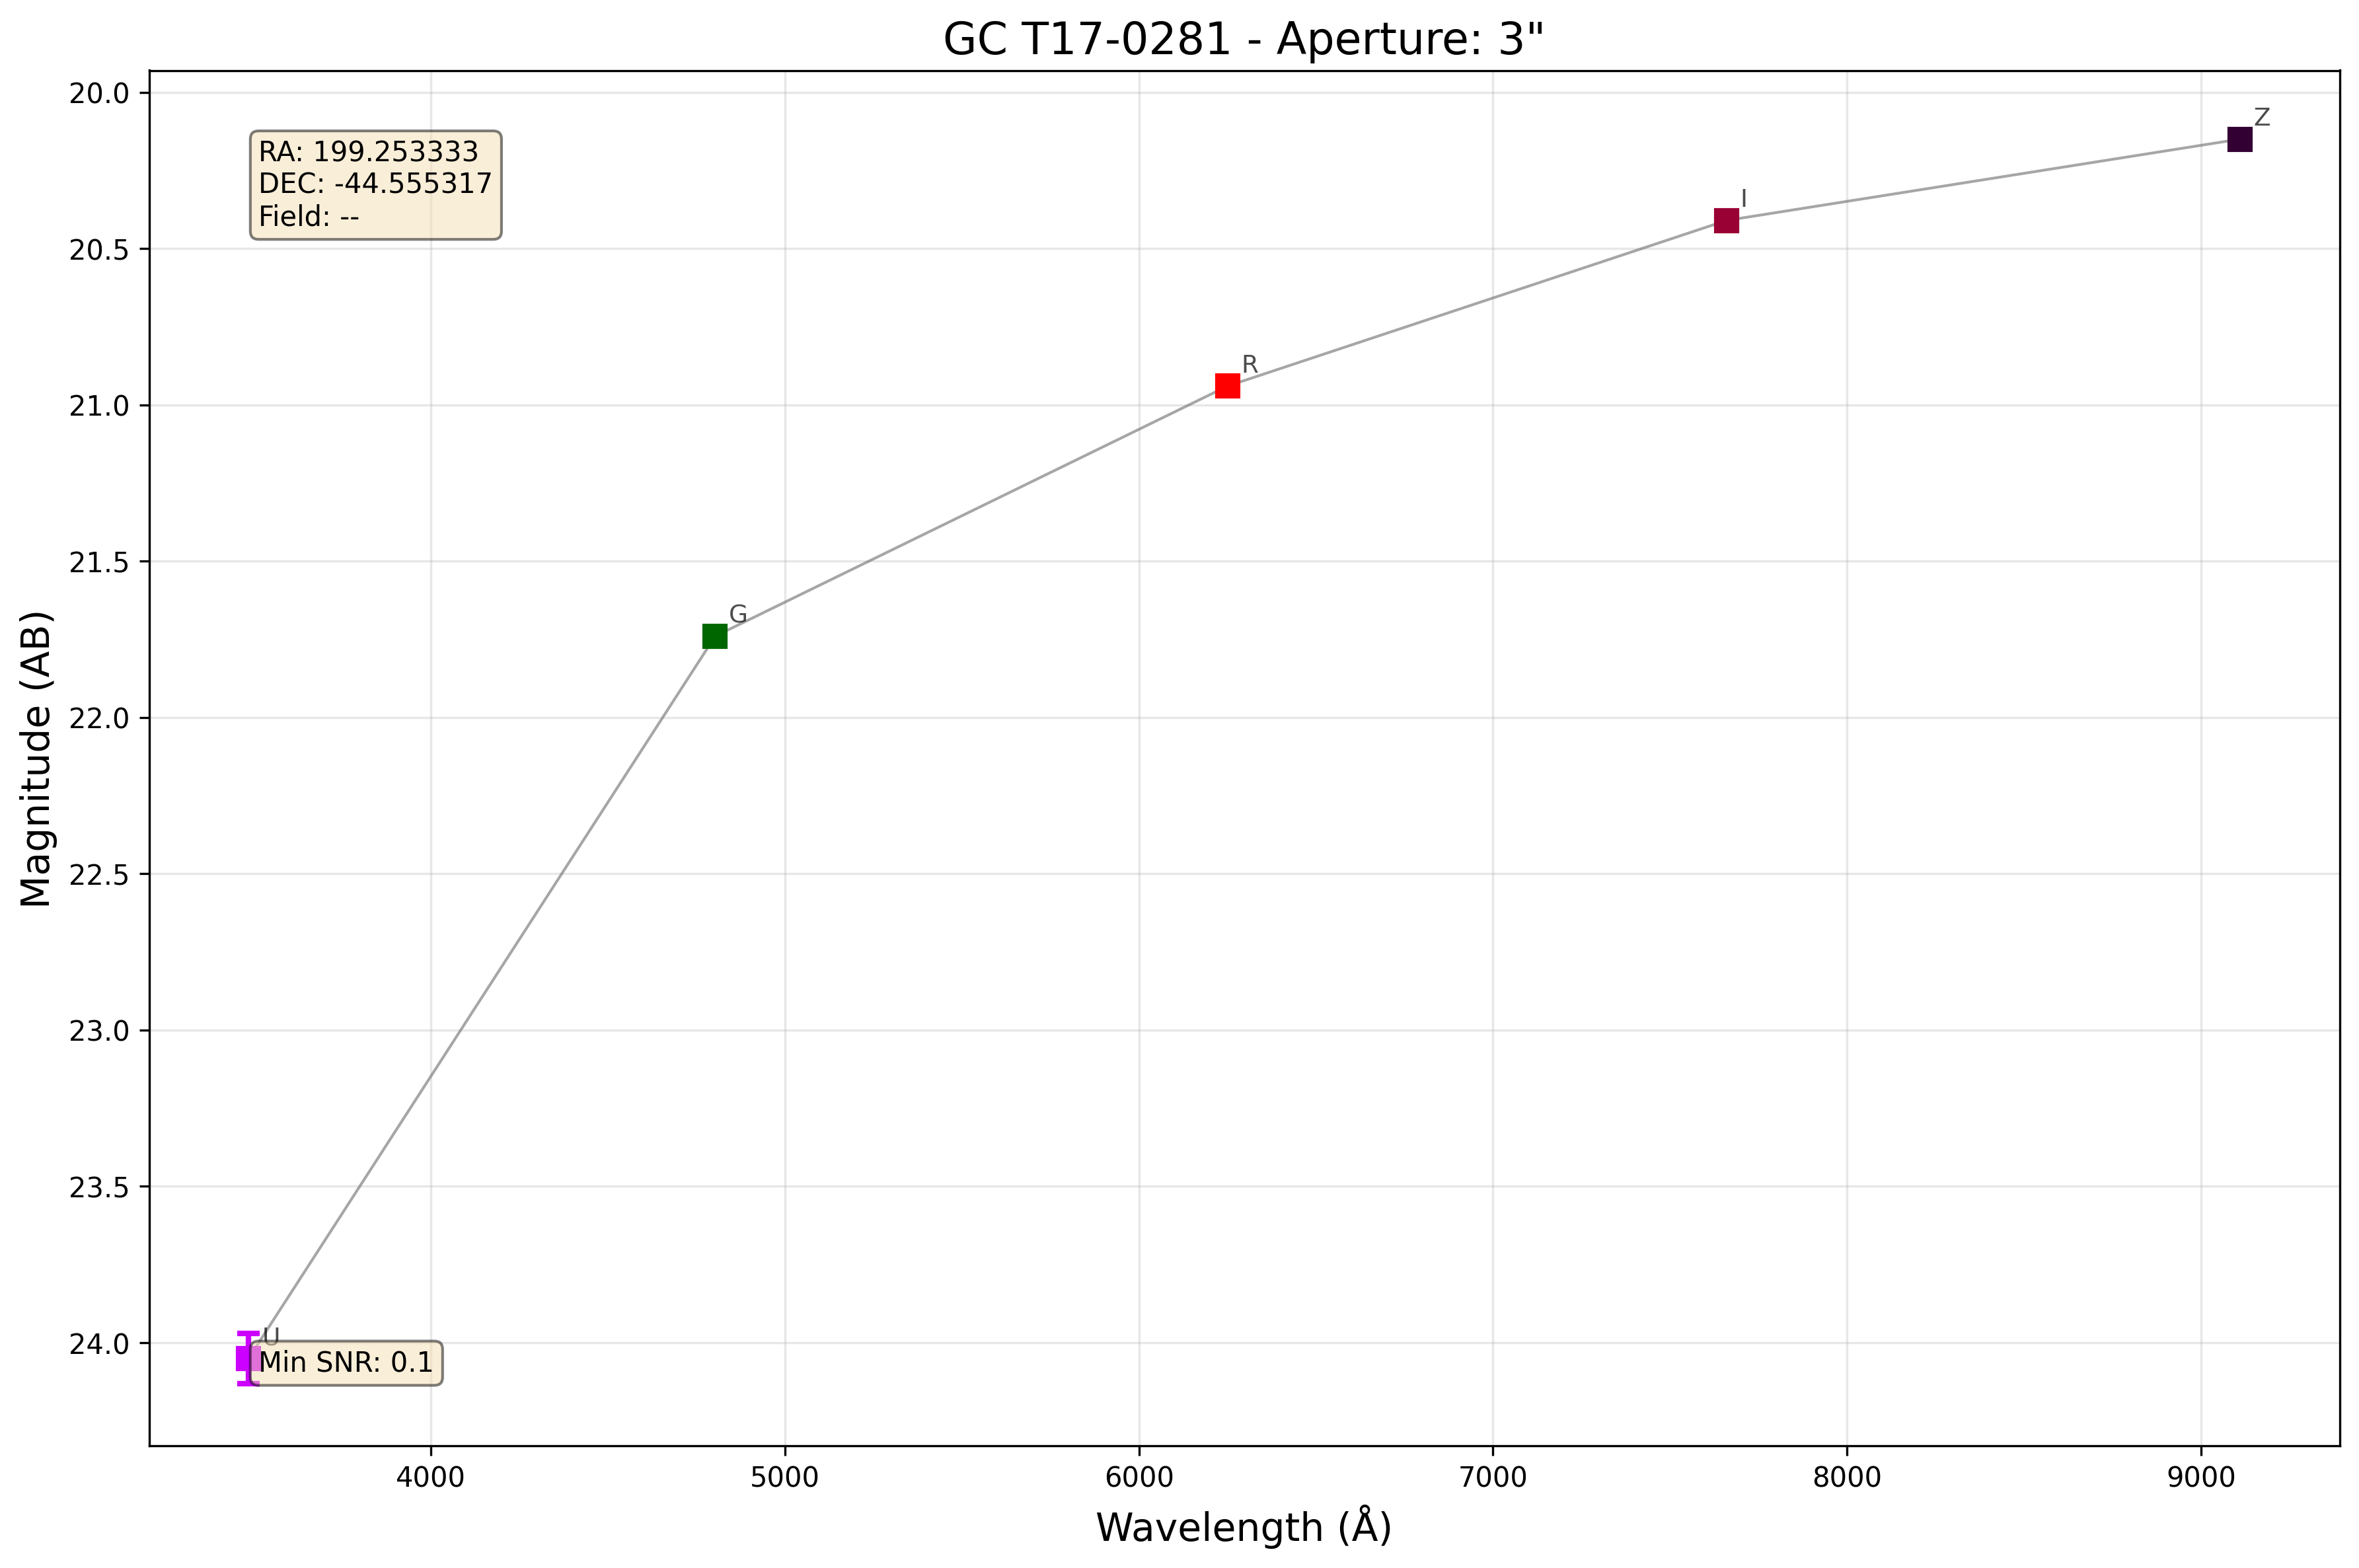 GC T17-0281 - Aperture: 3"
Magnitude (AB)
20.0
20.5
21.0
21.5
22.0
22.5
23.0
23.5
24.0
RA: 199.253333
DEC: -44.555317
Field: --
Z
I
R
G
U
Min SNR: 0.1
4000 5000 6000 7000 8000 9000
Wavelength (Å)